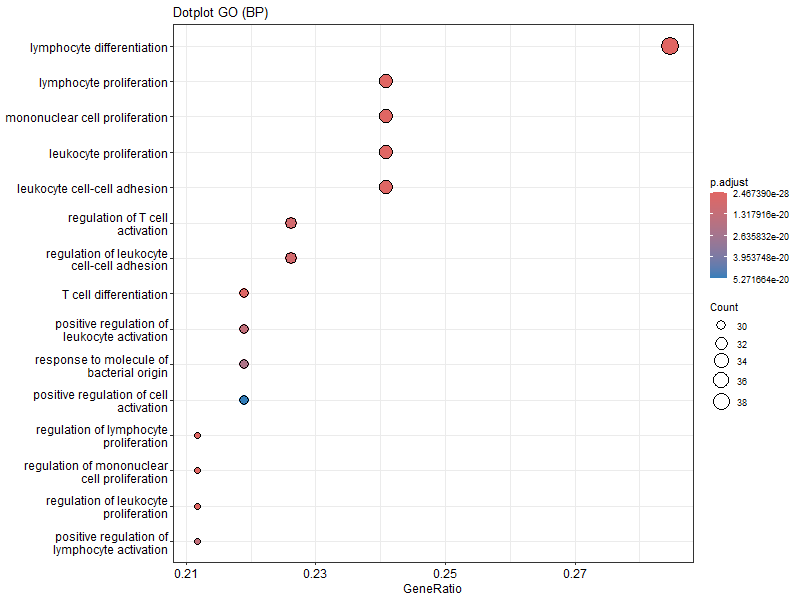 Dotplot GO (BP)
lymphocyte differentiation
lymphocyte proliferation
mononuclear cell proliferation
leukocyte proliferation
leukocyte cell-cell adhesion
regulation of T cell
activation
regulation of leukocyte
cell-cell adhesion
T cell differentiation
positive regulation of
leukocyte activation
response to molecule of
bacterial origin
positive regulation of cell
activation
regulation of lymphocyte
proliferation
regulation of mononuclear
cell proliferation
regulation of leukocyte
proliferation
positive regulation of
lymphocyte activation
0.21
0.23
0.25
0.27
GeneRatio
p.adjust
2.467390e-28
1.317916e-20
2.635832e-20
3.953748e-20
5.271664e-20
Count
30
32
34
36
38